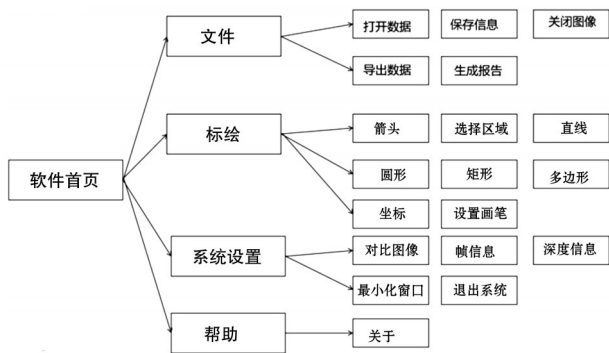 文件
打开数据 保存信息 关闭图像
导出数据 生成报告
标绘
箭头 选择区域 直线
圆形 矩形 多边形
坐标 设置画笔
软件首页
系统设置
对比图像 帧信息 深度信息
最小化窗口 退出系统
帮助
关于